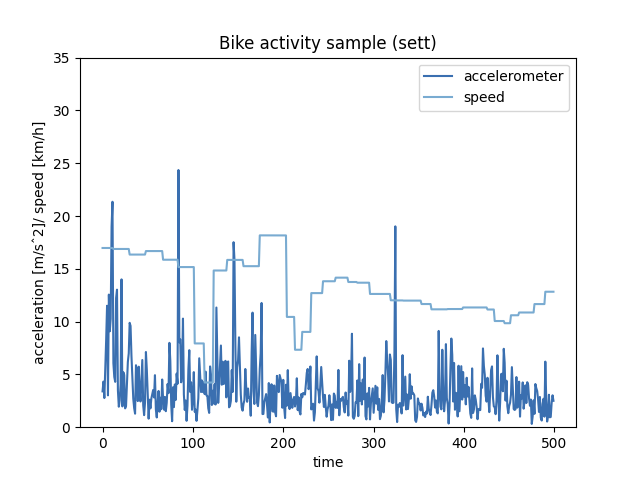 Bike activity sample (sett)
accelerometer
speed
acceleration [m/s^2]/ speed [km/h]
35
30
25
20
15
10
5
0
0 100 200 300 400 500
time